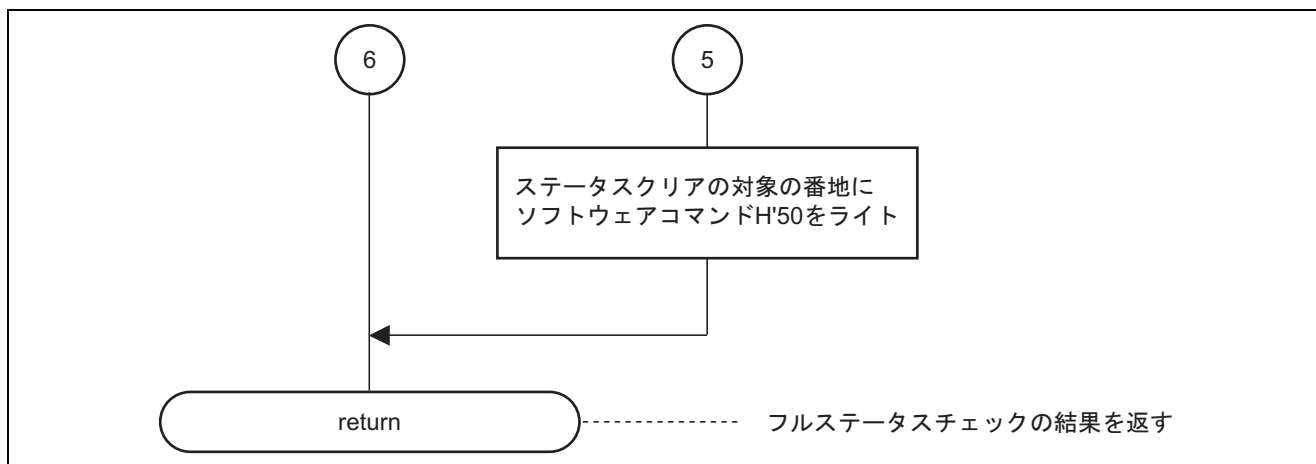 6
5
ステータスクリアの対象の番地に
ソフトウェアコマンドH'50をライト
return
フルステータスチェックの結果を返す